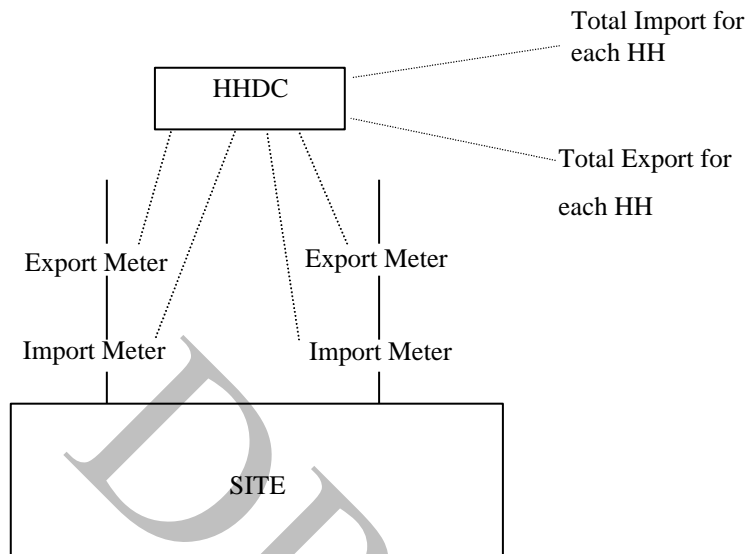 Total Import for
each HH
HHDC
Total Export for
each HH
Export Meter
Export Meter
Import Meter
Import Meter
SITE